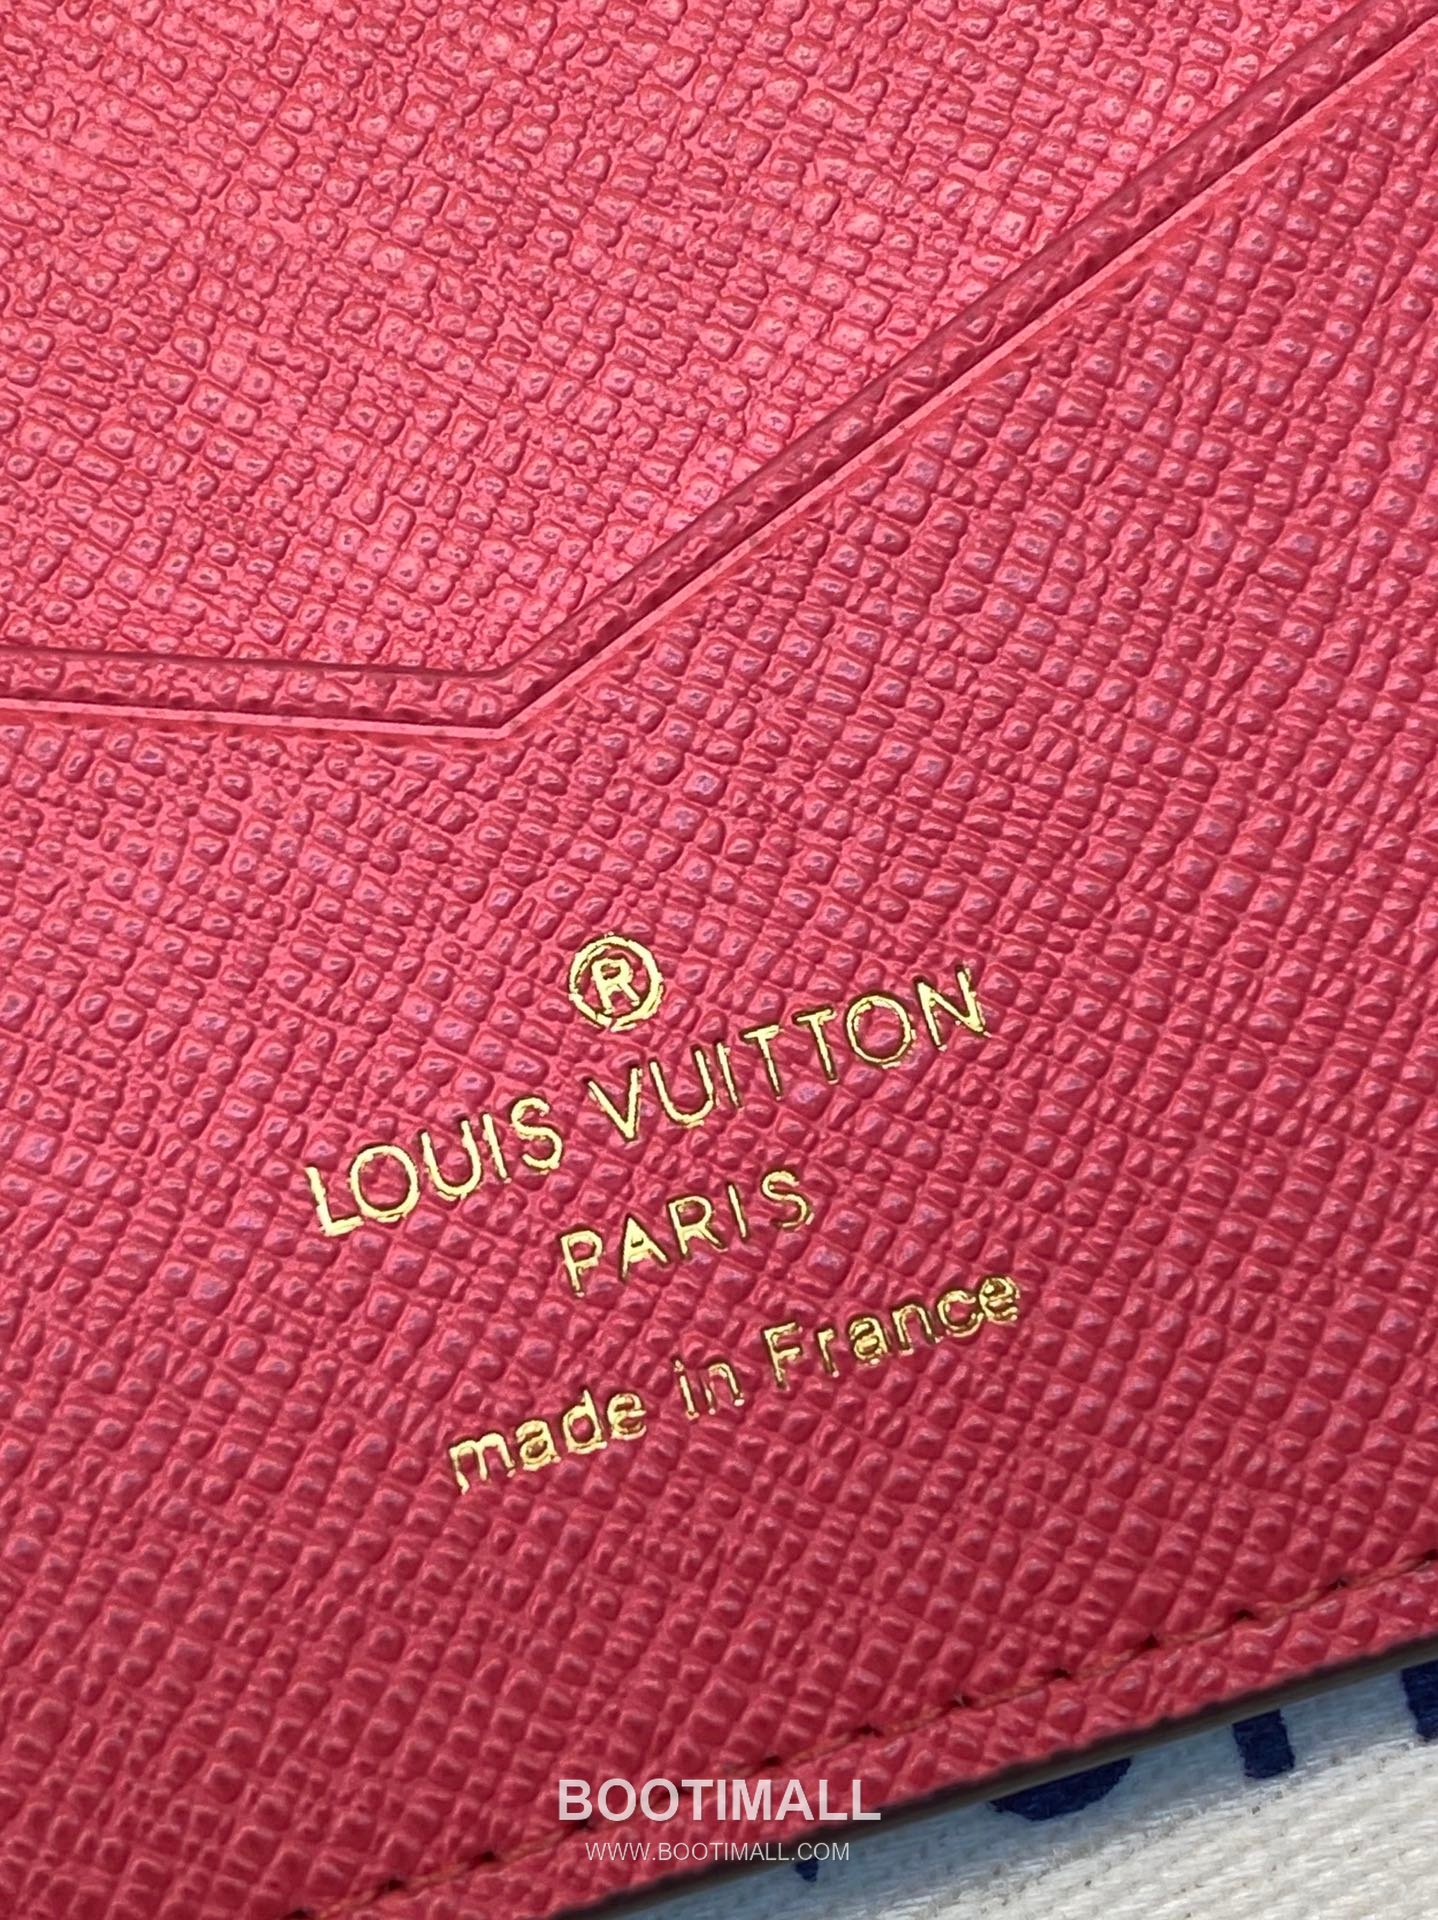 ®
LOUIS VUITTON
PARIS
made in France
BOOTIMALL
WWW.BOOTIMALL.COM